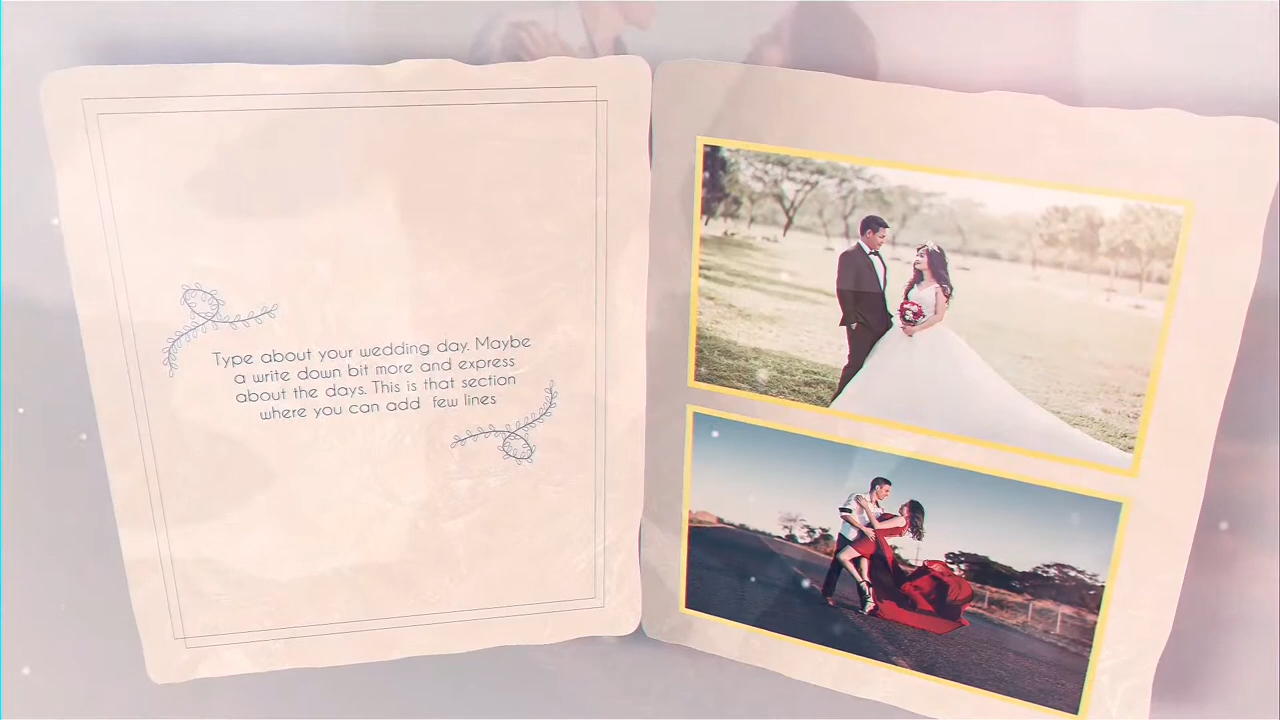 Type about your wedding day. Maybe
a write down bit more and express
about the days. This is that section
where you can add few lines